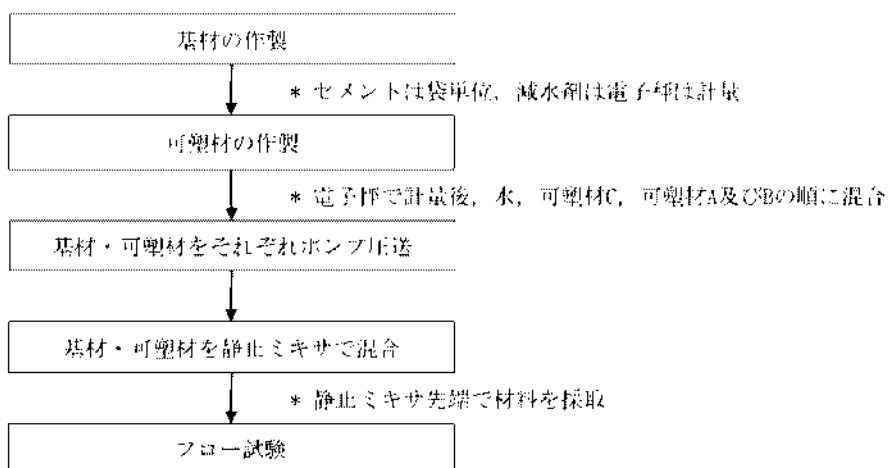 基材の作製
* セメントは袋単位，減水剤は電子秤は計量
可塑材の作製
* 電子秤で計量後，水，可塑材C，可塑材A及びBの順に混合
基材・可塑材をそれぞれポンプ圧送
基材・可塑材を静止ミキサで混合
* 静止ミキサ先端で材料を採取
フロー試験